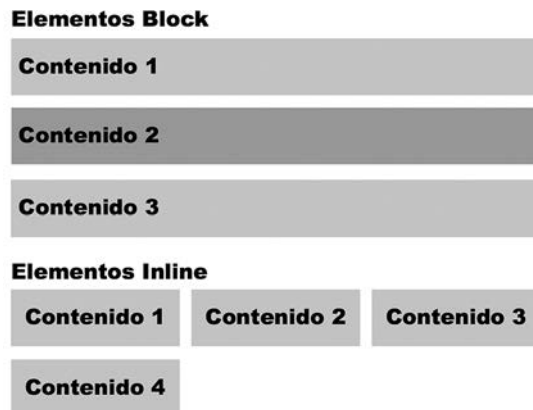 Elementos Block
Contenido 1
Contenido 2
Contenido 3
Elementos Inline
Contenido 1 Contenido 2 Contenido 3
Contenido 4